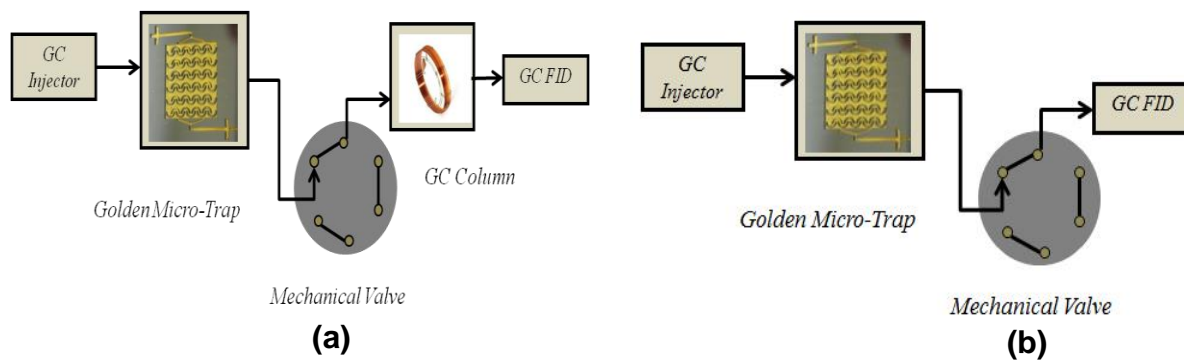 GC
Injector
GC FID
GC Column
Golden Micro-Trap
Mechanical Valve
(a)
GC
Injector
GC FID
Golden Micro-Trap
Mechanical Valve
(b)